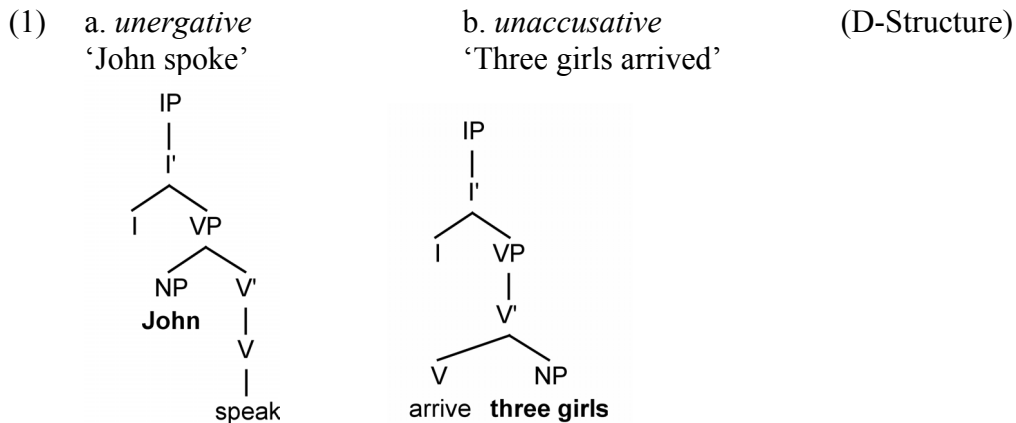 (1) a. unergative b. unaccusative (D-Structure)
‘John spoke’ ‘Three girls arrived’
IP IP
I' I'
I VP I VP
NP V' V'
John
V V NP
speak arrive three girls